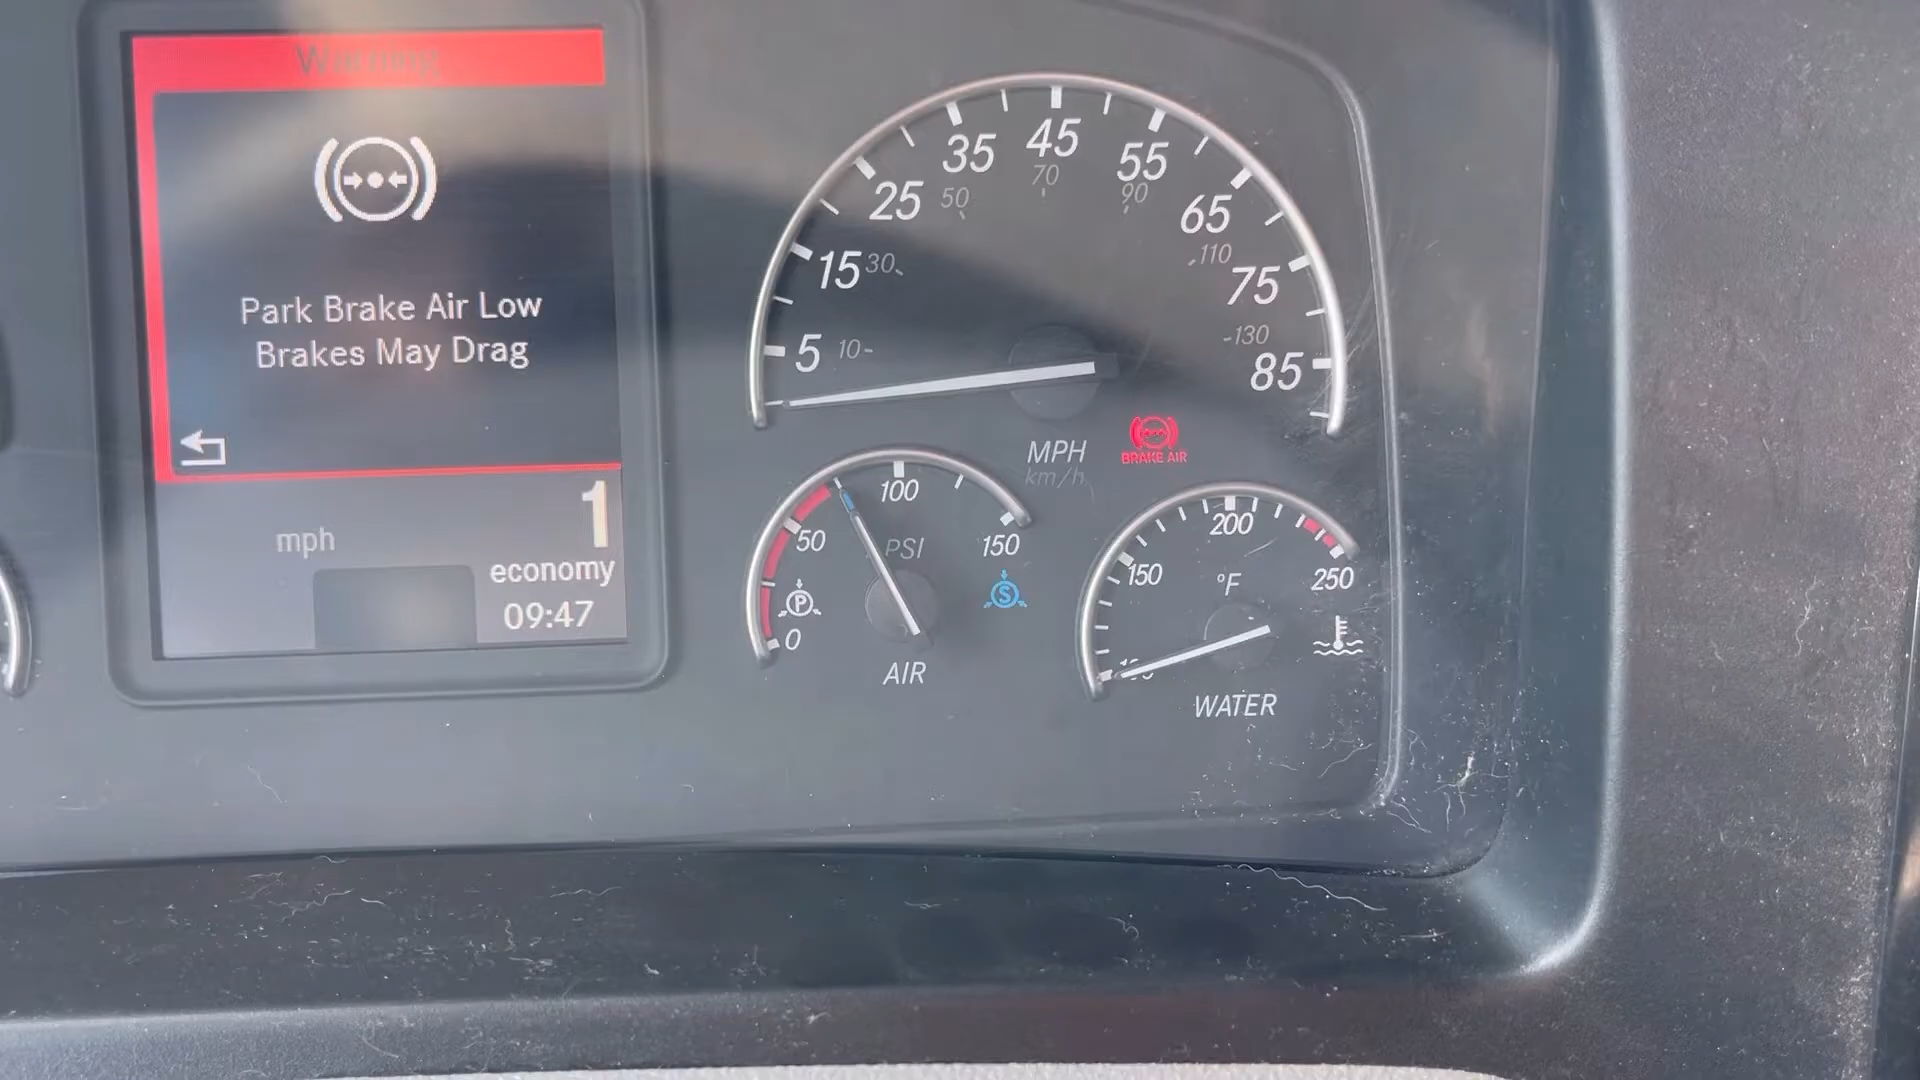 Warning
Park Brake Air Low
Brakes May Drag
mph
1
economy
09:47
5
15
25
35
45
55
65
75
85
10
30
50
70
90
110
130
MPH
km/h
BRAKE AIR
0
50
100
150
PSI
P
S
AIR
150
200
250
°F
WATER